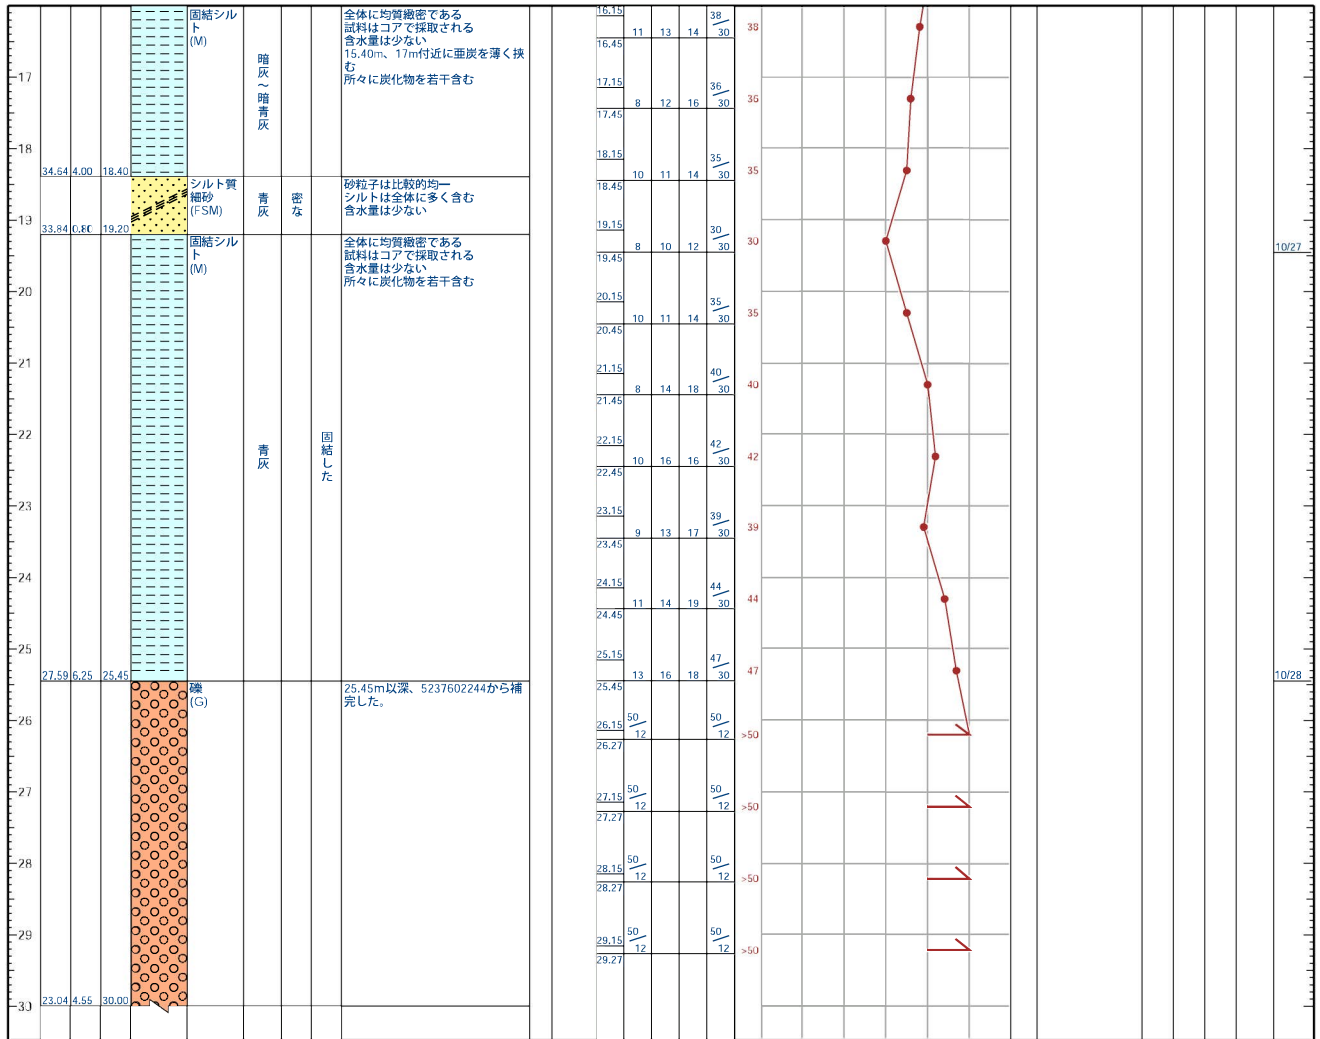 固結シル
ト
(M)
暗灰～暗青灰
全体に均質緻密である
試料はコアで採取される
含水量は少ない
15.40m、17m付近に亜炭を薄く挟
む
所々に炭化物を若干含む
34.64 4.00 18.40
シルト質
細砂
(FSM)
青灰
密な
砂粒子は比較的均一
シルトは全体に多く含む
含水量は少ない
33.84 0.80 19.20
固結シル
ト
(M)
青灰
固結した
全体に均質緻密である
試料はコアで採取される
含水量は少ない
所々に炭化物を若干含む
27.59 6.25 25.45
礫
(G)
25.45m以深、5237602244から補
完した。
23.04 4.55 30.00
17
18
19
20
21
22
23
24
25
26
27
28
29
30
16.15 38
11 13 14 30 38
16.45
17.15 36
8 12 16 30 36
17.45
18.15 35
10 11 14 30 35
18.45
19.15 30
8 10 12 30 30
19.45
20.15 35
10 11 14 30 35
20.45
21.15 40
8 14 18 30 40
21.45
22.15 42
10 16 16 30 42
22.45
23.15 39
9 13 17 30 39
23.45
24.15 44
11 14 19 30 44
24.45
25.15 47
13 16 18 30 47
25.45
26.15 50 50
12 12 >50
26.27
27.15 50 50
12 12 >50
27.27
28.15 50 50
12 12 >50
28.27
29.15 50 50
12 12 >50
29.27
10/27
10/28